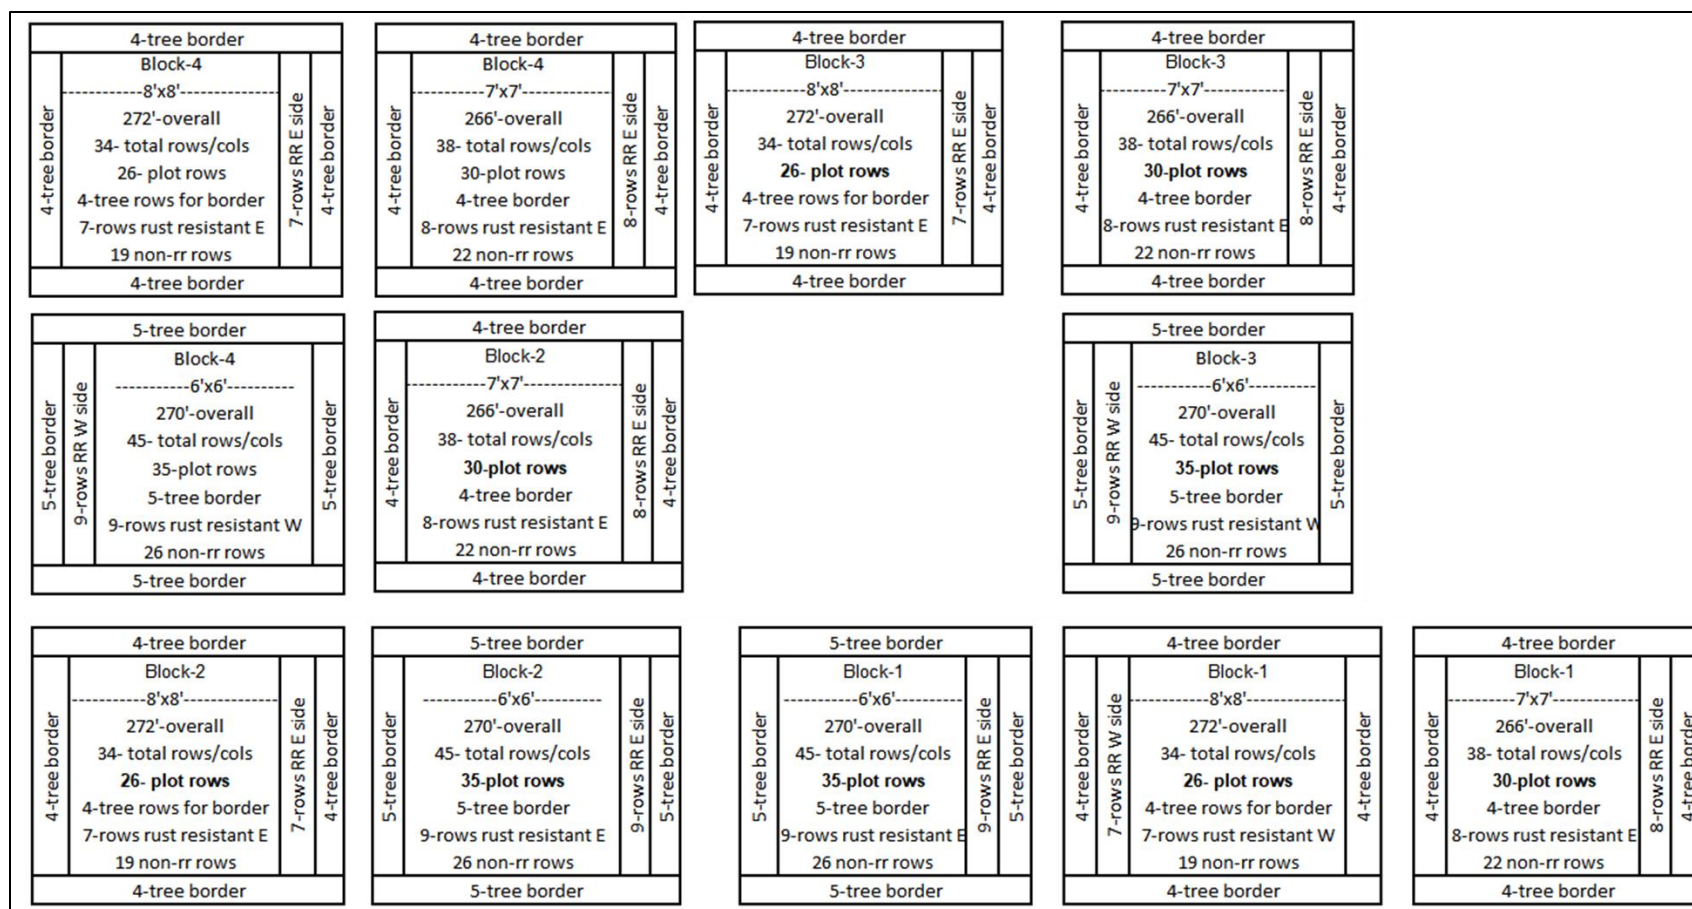 4-tree border
4-tree border
Block-4
----------8'x8'-------------
272'-overall
34- total rows/cols
26- plot rows
4-tree rows for border
7-rows rust resistant E
19 non-rr rows
7-rows RR E side
4-tree border
4-tree border
4-tree border
4-tree border
Block-4
-----------7'x7'-------------
266'-overall
38- total rows/cols
30-plot rows
4-tree border
8-rows rust resistant E
22 non-rr rows
8-rows RR E side
4-tree border
4-tree border
4-tree border
4-tree border
Block-3
-----------8'x8'-------------
272'-overall
34- total rows/cols
26- plot rows
4-tree rows for border
7-rows rust resistant E
19 non-rr rows
7-rows RR E side
4-tree border
4-tree border
4-tree border
4-tree border
Block-3
-----------7'x7'-------------
266'-overall
38- total rows/cols
30-plot rows
4-tree border
8-rows rust resistant E
22 non-rr rows
8-rows RR E side
4-tree border
4-tree border
5-tree border
5-tree border
9-rows RR W side
Block-4
-----------6'x6'----------
270'-overall
45- total rows/cols
35-plot rows
5-tree border
9-rows rust resistant W
26 non-rr rows
5-tree border
5-tree border
4-tree border
4-tree border
Block-2
------------7'x7'-------------
266'-overall
38- total rows/cols
30-plot rows
4-tree border
8-rows rust resistant E
22 non-rr rows
8-rows RR E side
4-tree border
4-tree border
5-tree border
5-tree border
9-rows RR W side
Block-3
-----------6'x6'----------
270'-overall
45- total rows/cols
35-plot rows
5-tree border
9-rows rust resistant W
26 non-rr rows
5-tree border
5-tree border
4-tree border
4-tree border
Block-2
-----------8'x8'-------------
272'-overall
34- total rows/cols
26- plot rows
4-tree rows for border
7-rows rust resistant E
19 non-rr rows
7-rows RR E side
4-tree border
4-tree border
5-tree border
5-tree border
Block-2
-----------6'x6'----------
270'-overall
45- total rows/cols
35-plot rows
5-tree border
9-rows rust resistant E
26 non-rr rows
9-rows RR E side
5-tree border
5-tree border
5-tree border
5-tree border
Block-1
-----------6'x6'----------
270'-overall
45- total rows/cols
35-plot rows
5-tree border
9-rows rust resistant E
26 non-rr rows
9-rows RR E side
5-tree border
5-tree border
4-tree border
4-tree border
7-rows RR W side
Block-1
-----------8'x8'-------------
272'-overall
34- total rows/cols
26- plot rows
4-tree rows for border
7-rows rust resistant W
19 non-rr rows
4-tree border
4-tree border
4-tree border
4-tree border
Block-1
-----------7'x7'-------------
266'-overall
38- total rows/cols
30-plot rows
4-tree border
8-rows rust resistant E
22 non-rr rows
8-rows RR E side
4-tree border
4-tree border